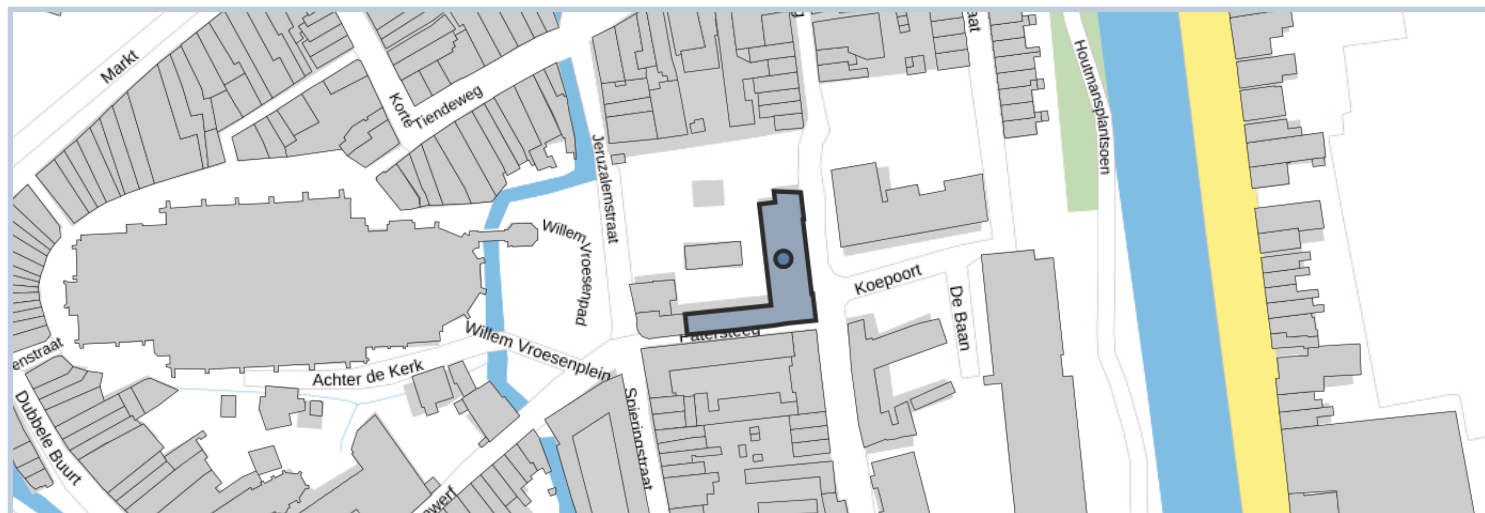 Markt
Korte
Tiendeweg
Jeruzalemstraat
Houtmansplantsoen
Willem
Vroesenpad
Koepoort
De Baan
Patersteeg
Willem Vroesenplein
Achter de Kerk
Spieringstraat
Dubbele Buurt
enstraat
werf
aat